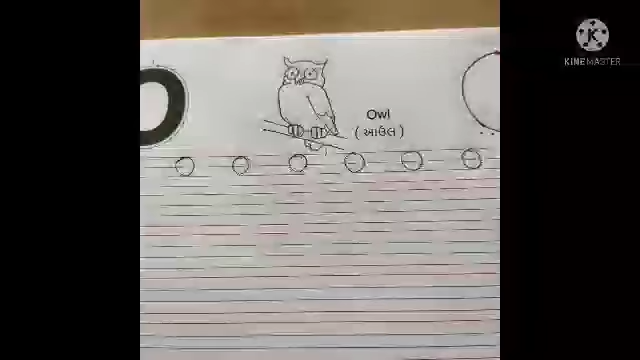 K
KINEMASTER
O
Owl
( આઉલ )
O O O O O O